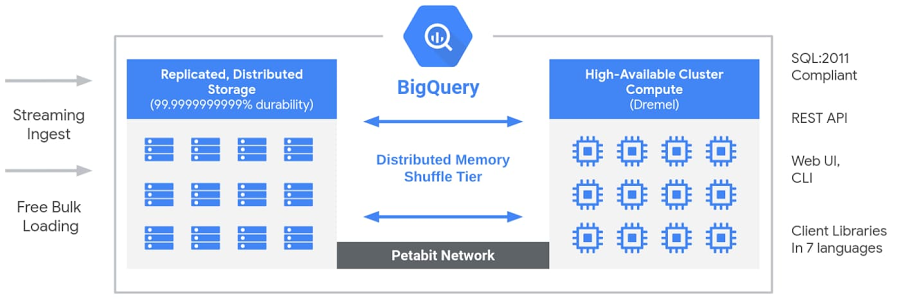 Streaming
Ingest
Free Bulk
Loading
Replicated, Distributed
Storage
(99.9999999999% durability)
BigQuery
Distributed Memory
Shuffle Tier
Petabit Network
High-Available Cluster
Compute
(Dremel)
SQL:2011
Compliant
REST API
Web UI,
CLI
Client Libraries
In 7 languages